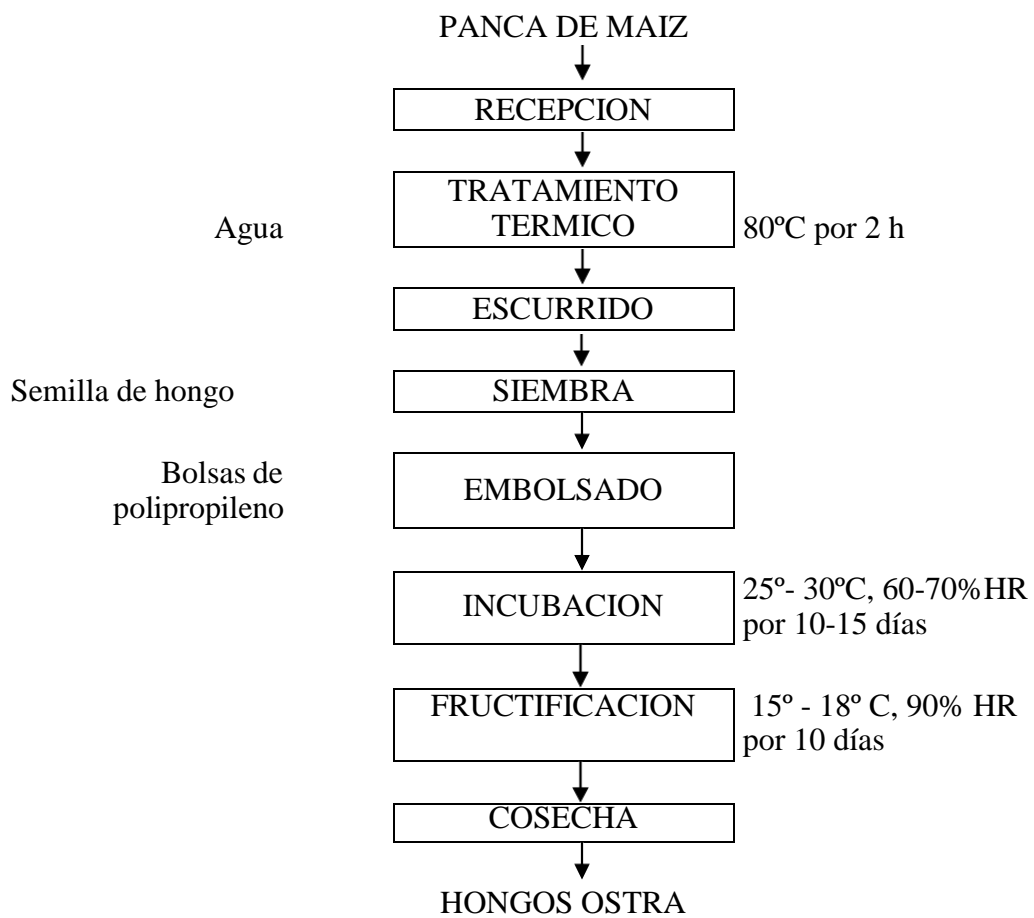 PANCA DE MAIZ
RECEPCION
TRATAMIENTO
Agua
TERMICO
80ºC por 2 h
ESCURRIDO
Semilla de hongo
SIEMBRA
Bolsas de
polipropileno
EMBOLSADO
INCUBACION
25º- 30ºC, 60-70%HR
por 10-15 días
FRUCTIFICACION
15º - 18º C, 90% HR
por 10 días
COSECHA
HONGOS OSTRA